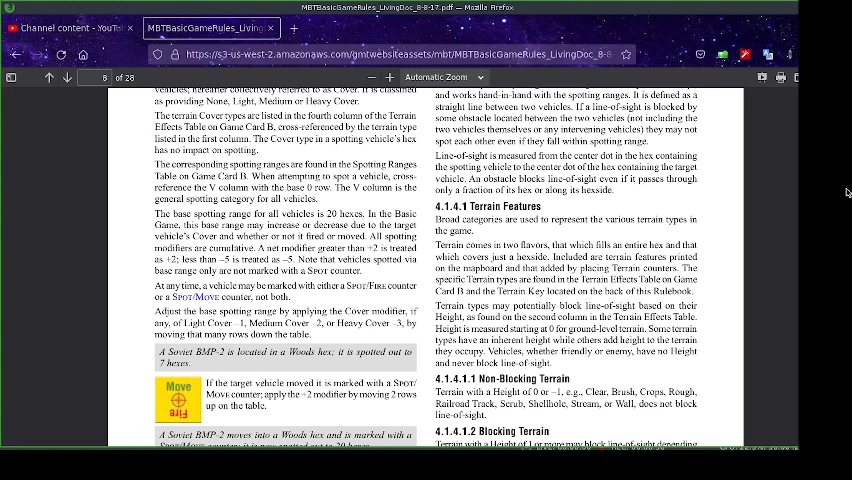 MBTBasicGameRules_LivingDoc_8-8-17.pdf — Mozilla Firefox
Channel content - YouTu
MBTBasicGameRules_Living
https://s3-us-west-2.amazonaws.com/gmtwebsiteassets/mbt/MBTBasicGameRules_LivingDoc_8-8-
8 of 28
Automatic Zoom
vehicles; hereafter collectively referred to as Cover. It is classified
as providing None, Light, Medium or Heavy Cover.
The terrain Cover types are listed in the fourth column of the Terrain
Effects Table on Game Card B, cross-referenced by the terrain type
listed in the first column. The Cover type in a spotting vehicle's hex
has no impact on spotting.
The corresponding spotting ranges are found in the Spotting Ranges
Table on Game Card B. When attempting to spot a vehicle, cross-
reference the V column with the base 0 row. The V column is the
general spotting category for all vehicles.
The base spotting range for all vehicles is 20 hexes. In the Basic
Game, this base range may increase or decrease due to the target
vehicle's Cover and whether or not it fired or moved. All spotting
modifiers are cumulative. A net modifier greater than +2 is treated
as +2; less than –5 is treated as –5. Note that vehicles spotted via
base range only are not marked with a SPOT counter.
At any time, a vehicle may be marked with either a SPOT/FIRE counter
or a SPOT/MOVE counter, not both.
Adjust the base spotting range by applying the Cover modifier, if
any, of Light Cover –1, Medium Cover –2, or Heavy Cover –3, by
moving that many rows down the table.
A Soviet BMP-2 is located in a Woods hex; it is spotted out to
7 hexes.
Move
Fire
If the target vehicle moved it is marked with a SPOT/
MOVE counter; apply the +2 modifier by moving 2 rows
up on the table.
A Soviet BMP-2 moves into a Woods hex and is marked with a
SPOT/MOVE counter; it is now spotted out to 20 hexes.
and works hand-in-hand with the spotting ranges. It is defined as a
straight line between two vehicles. If a line-of-sight is blocked by
some obstacle located between the two vehicles (not including the
two vehicles themselves or any intervening vehicles) they may not
spot each other even if they fall within spotting range.
Line-of-sight is measured from the center dot in the hex containing
the spotting vehicle to the center dot of the hex containing the target
vehicle. An obstacle blocks line-of-sight even if it passes through
only a fraction of its hex or along its hexside.
4.1.4.1 Terrain Features
Broad categories are used to represent the various terrain types in
the game.
Terrain comes in two flavors, that which fills an entire hex and that
which covers just a hexside. Included are terrain features printed
on the mapboard and that added by placing Terrain counters. The
specific Terrain types are found in the Terrain Effects Table on Game
Card B and the Terrain Key located on the back of this Rulebook.
Terrain types may potentially block line-of-sight based on their
Height, as found on the second column in the Terrain Effects Table.
Height is measured starting at 0 for ground-level terrain. Some terrain
types have an inherent height while others add height to the terrain
they occupy. Vehicles, whether friendly or enemy, have no Height
and never block line-of-sight.
4.1.4.1.1 Non-Blocking Terrain
Terrain with a Height of 0 or –1, e.g., Clear, Brush, Crops, Rough,
Railroad Track, Scrub, Shellhole, Stream, or Wall, does not block
line-of-sight.
4.1.4.1.2 Blocking Terrain
Terrain with a Height of 1 or more may block line-of-sight depending